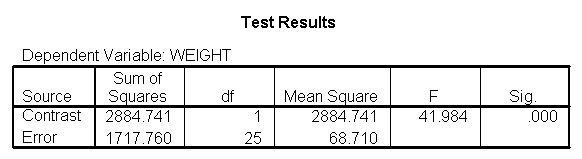 Test Results
Dependent Variable: WEIGHT
Source Sum of Squares df Mean Square F Sig.
Contrast 2884.741 1 2884.741 41.984 .000
Error 1717.760 25 68.710